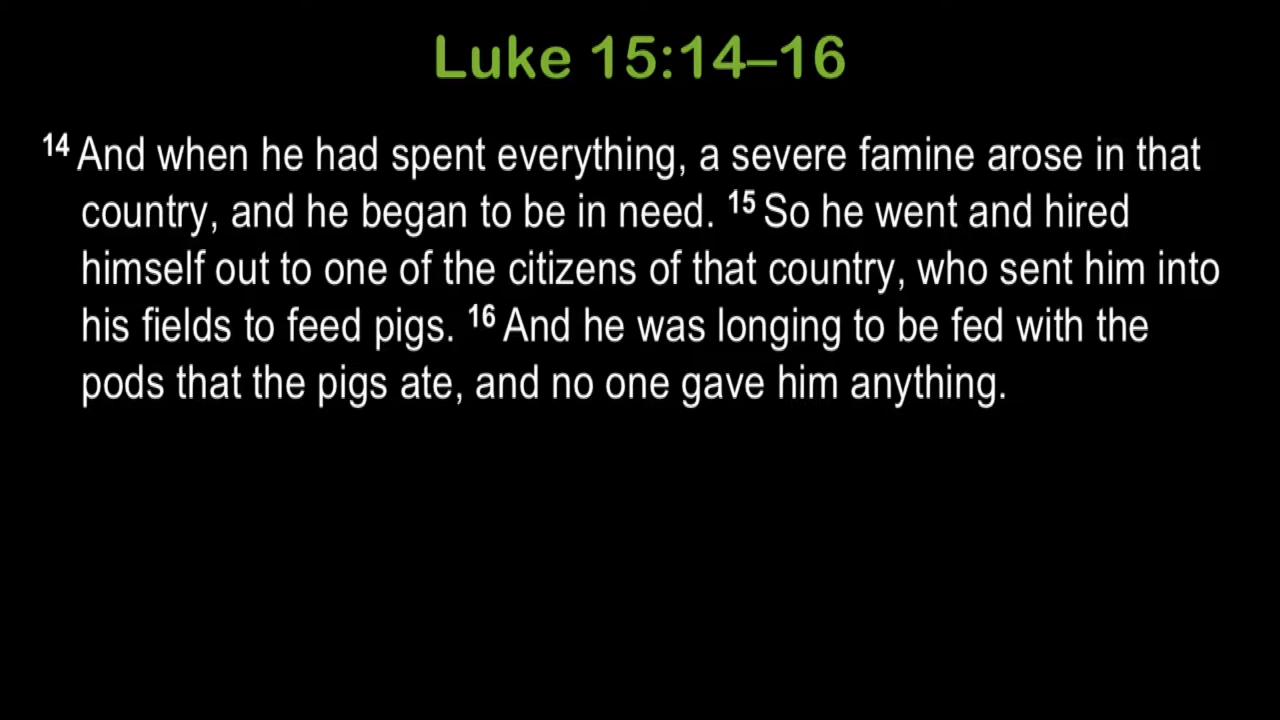 Luke 15:14–16
14 And when he had spent everything, a severe famine arose in that
country, and he began to be in need. 15 So he went and hired
himself out to one of the citizens of that country, who sent him into
his fields to feed pigs. 16 And he was longing to be fed with the
pods that the pigs ate, and no one gave him anything.